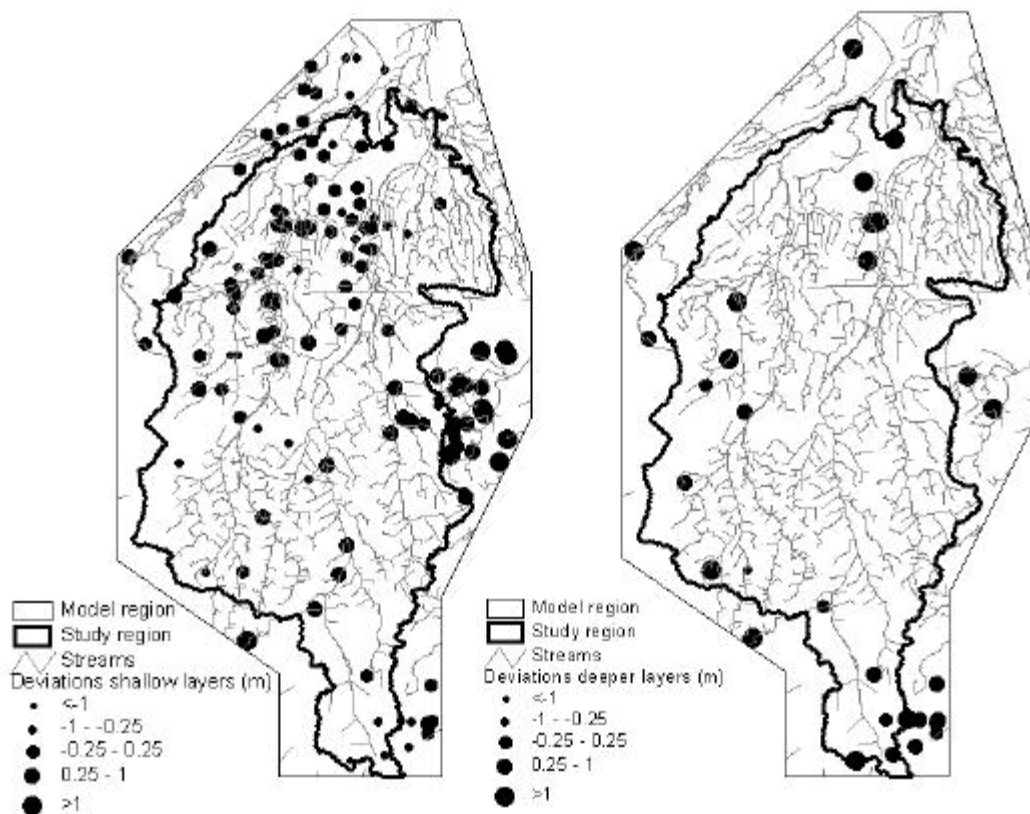 Model region
Study region
Streams
Deviations shallow layers (m)
<-1
-1 - -0.25
-0.25 - 0.25
0.25 - 1
>1
Model region
Study region
Streams
Deviations deeper layers (m)
<-1
-1 - -0.25
-0.25 - 0.25
0.25 - 1
>1